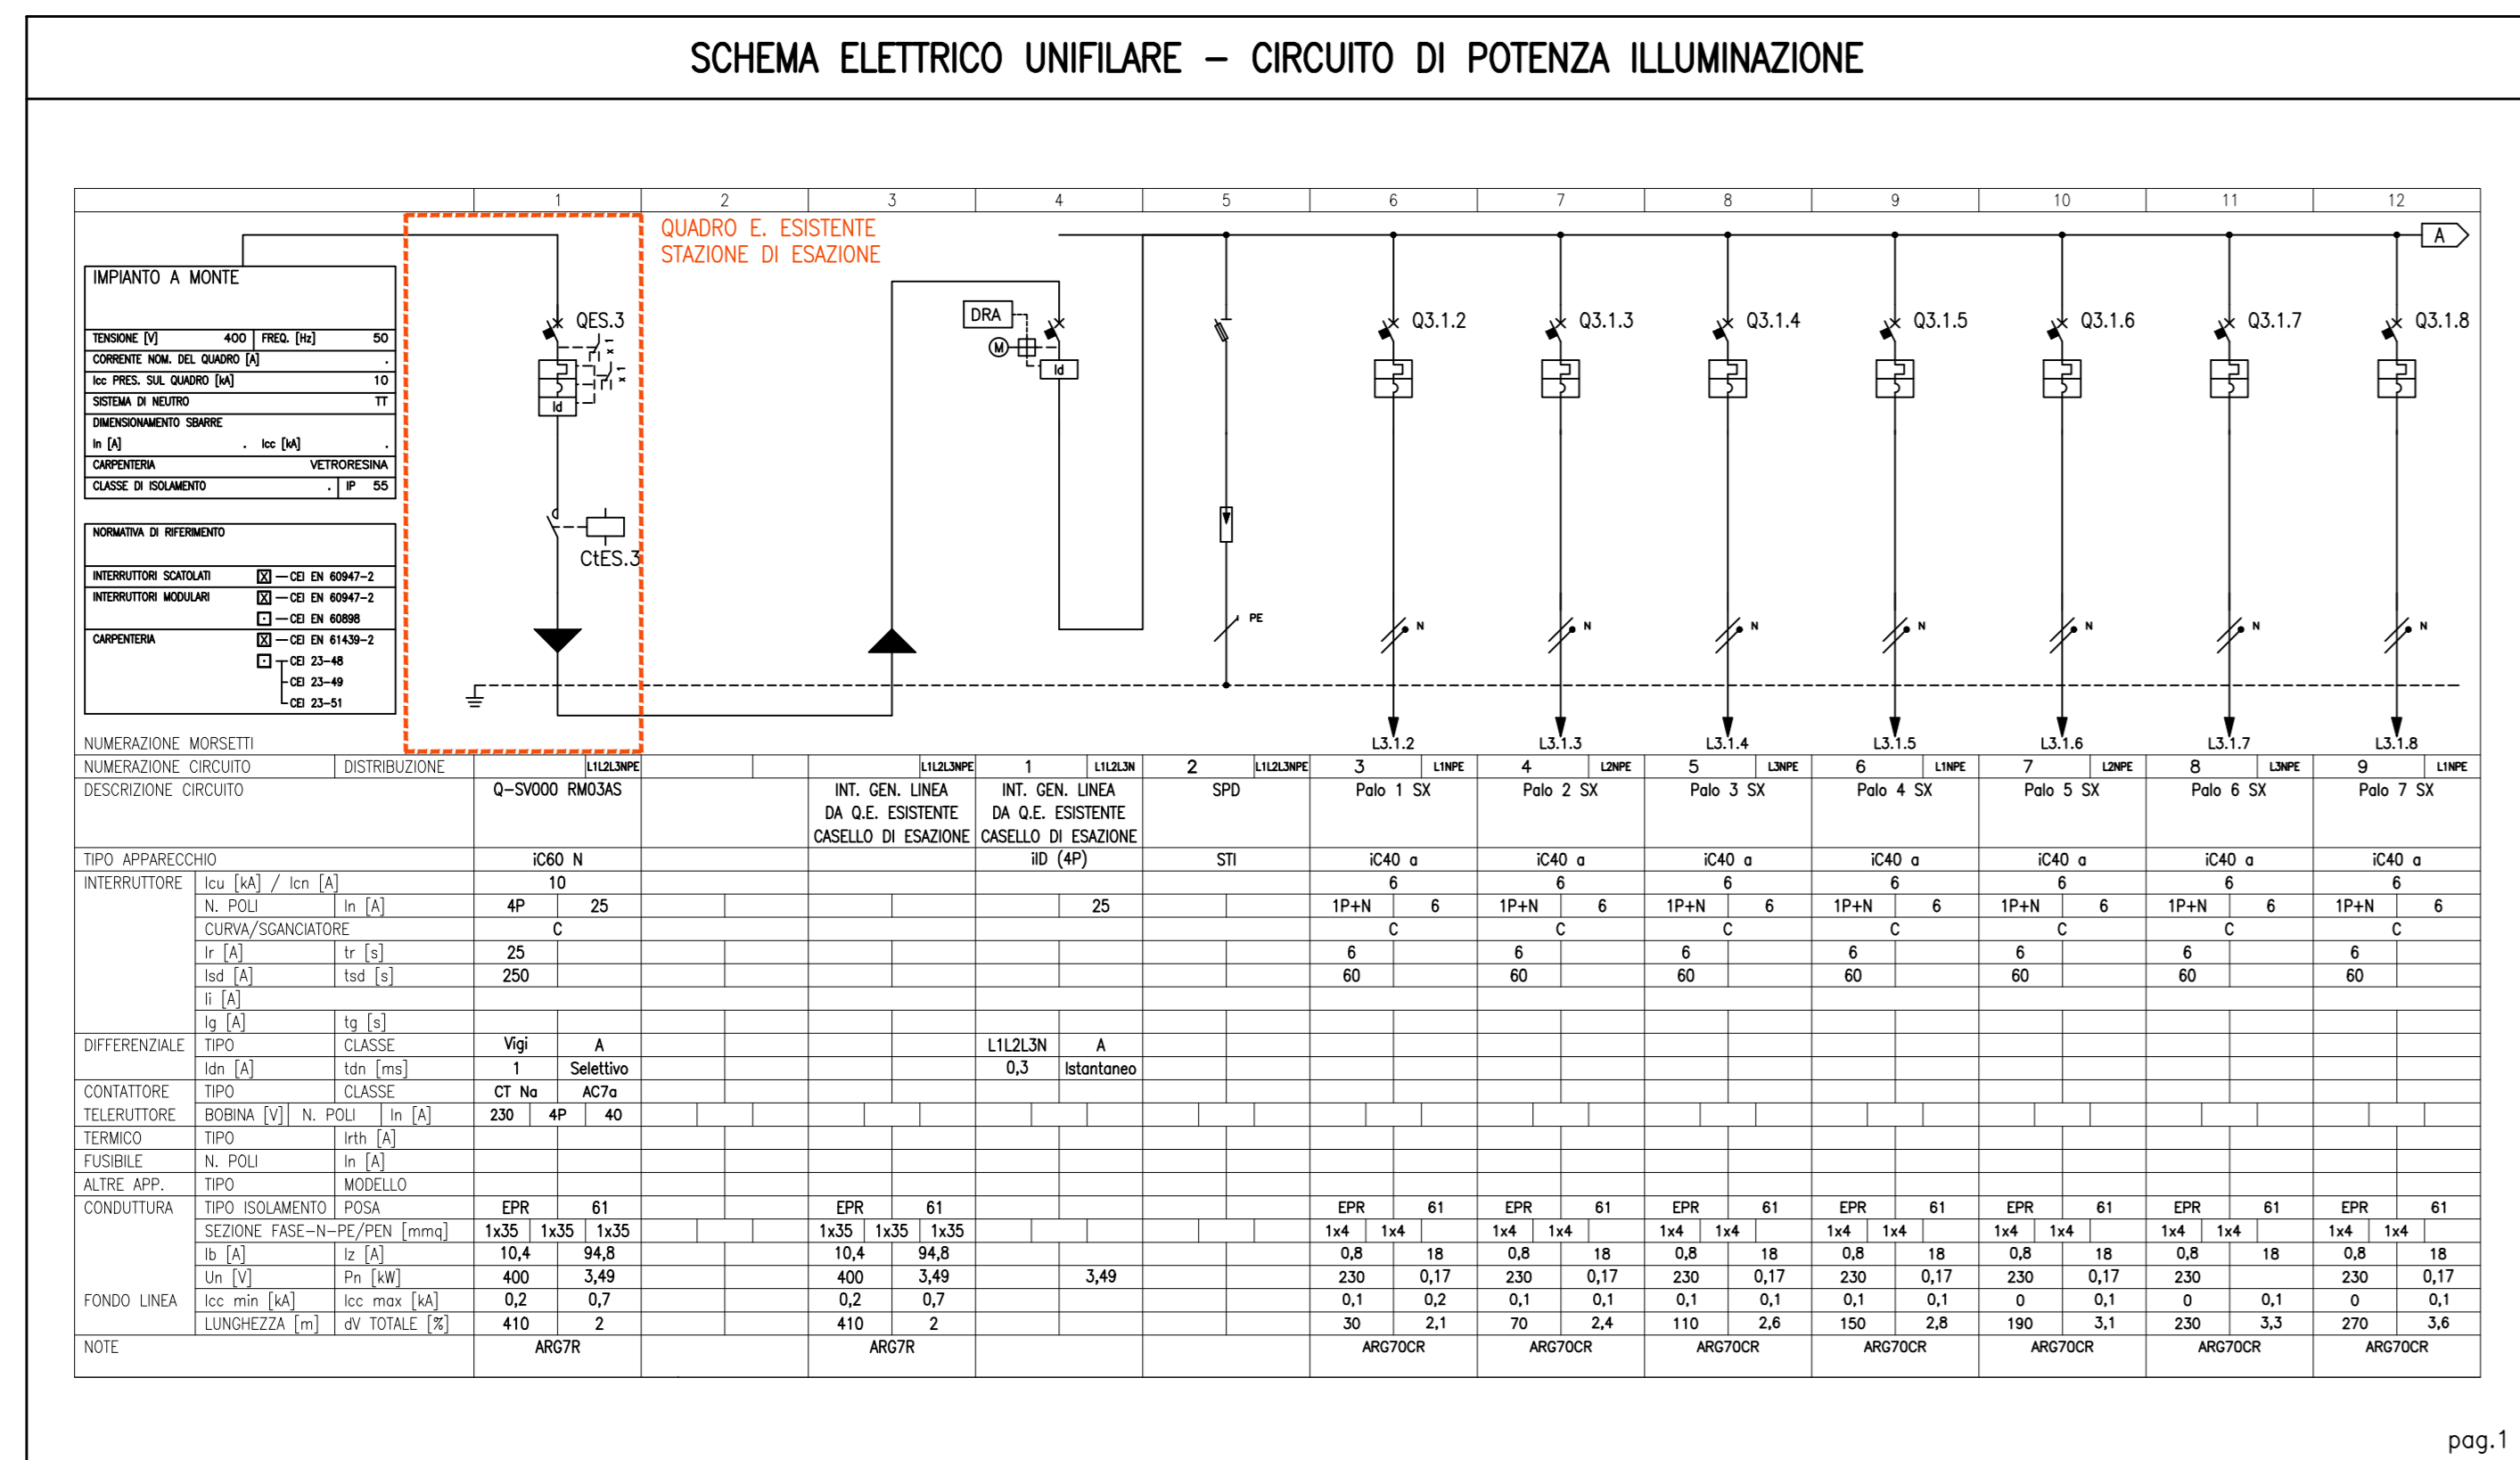 SCHEMA ELETTRICO UNIFILARE – CIRCUITO DI POTENZA ILLUMINAZIONE
1 2 3 4 5 6 7 8 9 10 11 12
QUADRO E. ESISTENTE
STAZIONE DI ESAZIONE
A
IMPIANTO A MONTE
TENSIONE [V] 400 FREQ. [Hz] 50
CORRENTE NOM. DEL QUADRO [A] .
Icc PRES. SUL QUADRO [kA] 10
SISTEMA DI NEUTRO TT
DIMENSIONAMENTO SBARRE
In [A] . Icc [kA] .
CARPENTERIA VETRORESINA
CLASSE DI ISOLAMENTO . IP 55
NORMATIVA DI RIFERIMENTO
INTERRUTTORI SCATOLATI X —CEI EN 60947-2
INTERRUTTORI MODULARI X —CEI EN 60947-2
—CEI EN 60898
CARPENTERIA X —CEI EN 61439-2
CEI 23-48
CEI 23-49
CEI 23-51
QES.3
x 1
x 1
Id
CtES.3
DRA
M
Id
PE
Q3.1.2 Q3.1.3 Q3.1.4 Q3.1.5 Q3.1.6 Q3.1.7 Q3.1.8
N N N N N N N
NUMERAZIONE MORSETTI L3.1.2 L3.1.3 L3.1.4 L3.1.5 L3.1.6 L3.1.7 L3.1.8
NUMERAZIONE CIRCUITO DISTRIBUZIONE L1L2L3NPE L1L2L3NPE 1 L1L2L3N 2 L1L2L3NPE 3 L1NPE 4 L2NPE 5 L3NPE 6 L1NPE 7 L2NPE 8 L3NPE 9 L1NPE
DESCRIZIONE CIRCUITO Q-SV000 RM03AS INT. GEN. LINEA INT. GEN. LINEA SPD Palo 1 SX Palo 2 SX Palo 3 SX Palo 4 SX Palo 5 SX Palo 6 SX Palo 7 SX
DA Q.E. ESISTENTE DA Q.E. ESISTENTE
CASELLO DI ESAZIONE CASELLO DI ESAZIONE
TIPO APPARECCHIO iC60 N iID (4P) STI iC40 a iC40 a iC40 a iC40 a iC40 a iC40 a iC40 a
INTERRUTTORE Icu [kA] / Icn [A] 10 6 6 6 6 6 6 6
N. POLI In [A] 4P 25 25 1P+N 6 1P+N 6 1P+N 6 1P+N 6 1P+N 6 1P+N 6 1P+N 6
CURVA/SGANCIATORE C C C C C C C C
Ir [A] tr [s] 25 6 6 6 6 6 6 6
Isd [A] tsd [s] 250 60 60 60 60 60 60 60
Ii [A]
Ig [A] tg [s]
DIFFERENZIALE TIPO CLASSE Vigi A L1L2L3N A
Idn [A] tdn [ms] 1 Selettivo 0,3 Istantaneo
CONTATTORE TIPO CLASSE CT Na AC7a
TELERUTTORE BOBINA [V] N. POLI In [A] 230 4P 40
TERMICO TIPO Irth [A]
FUSIBILE N. POLI In [A]
ALTRE APP. TIPO MODELLO
CONDUTTURA TIPO ISOLAMENTO POSA EPR 61 EPR 61 EPR 61 EPR 61 EPR 61 EPR 61 EPR 61 EPR 61 EPR 61
SEZIONE FASE-N-PE/PEN [mmq] 1x35 1x35 1x35 1x35 1x35 1x35 1x4 1x4 1x4 1x4 1x4 1x4 1x4 1x4 1x4 1x4 1x4 1x4 1x4 1x4
Ib [A] Iz [A] 10,4 94,8 10,4 94,8 0,8 18 0,8 18 0,8 18 0,8 18 0,8 18 0,8 18 0,8 18
Un [V] Pn [kW] 400 3,49 400 3,49 3,49 230 0,17 230 0,17 230 0,17 230 0,17 230 0,17 230 230 0,17
FONDO LINEA Icc min [kA] Icc max [kA] 0,2 0,7 0,2 0,7 0,1 0,2 0,1 0,1 0,1 0,1 0,1 0,1 0 0,1 0 0,1 0 0,1
LUNGHEZZA [m] dV TOTALE [%] 410 2 410 2 30 2,1 70 2,4 110 2,6 150 2,8 190 3,1 230 3,3 270 3,6
NOTE ARG7R ARG7R ARG7OCR ARG7OCR ARG7OCR ARG7OCR ARG7OCR ARG7OCR ARG7OCR
pag.1